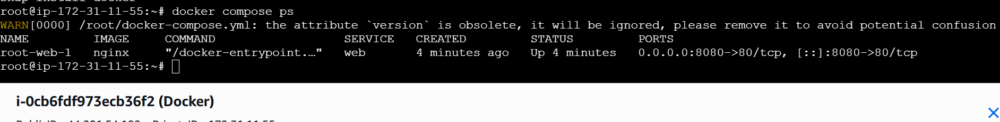 root@ip-172-31-11-55:~# docker compose ps
WARN[0000] /root/docker-compose.yml: the attribute `version` is obsolete, it will be ignored, please remove it to avoid potential confusion
NAME IMAGE COMMAND SERVICE CREATED STATUS PORTS
root-web-1 nginx "/docker-entrypoint.…" web 4 minutes ago Up 4 minutes 0.0.0.0:8080->80/tcp, [::]:8080->80/tcp
root@ip-172-31-11-55:~#
i-0cb6fdf973ecb36f2 (Docker)